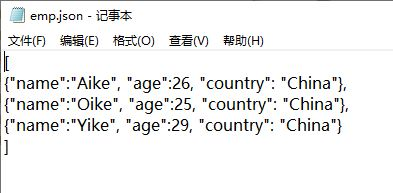 emp.json - 记事本
文件(F) 编辑(E) 格式(O) 查看(V) 帮助(H)
[
{"name":"Aike", "age":26, "country": "China"},
{"name":"Oike", "age":25, "country": "China"},
{"name":"Yike", "age":29, "country": "China"}
]